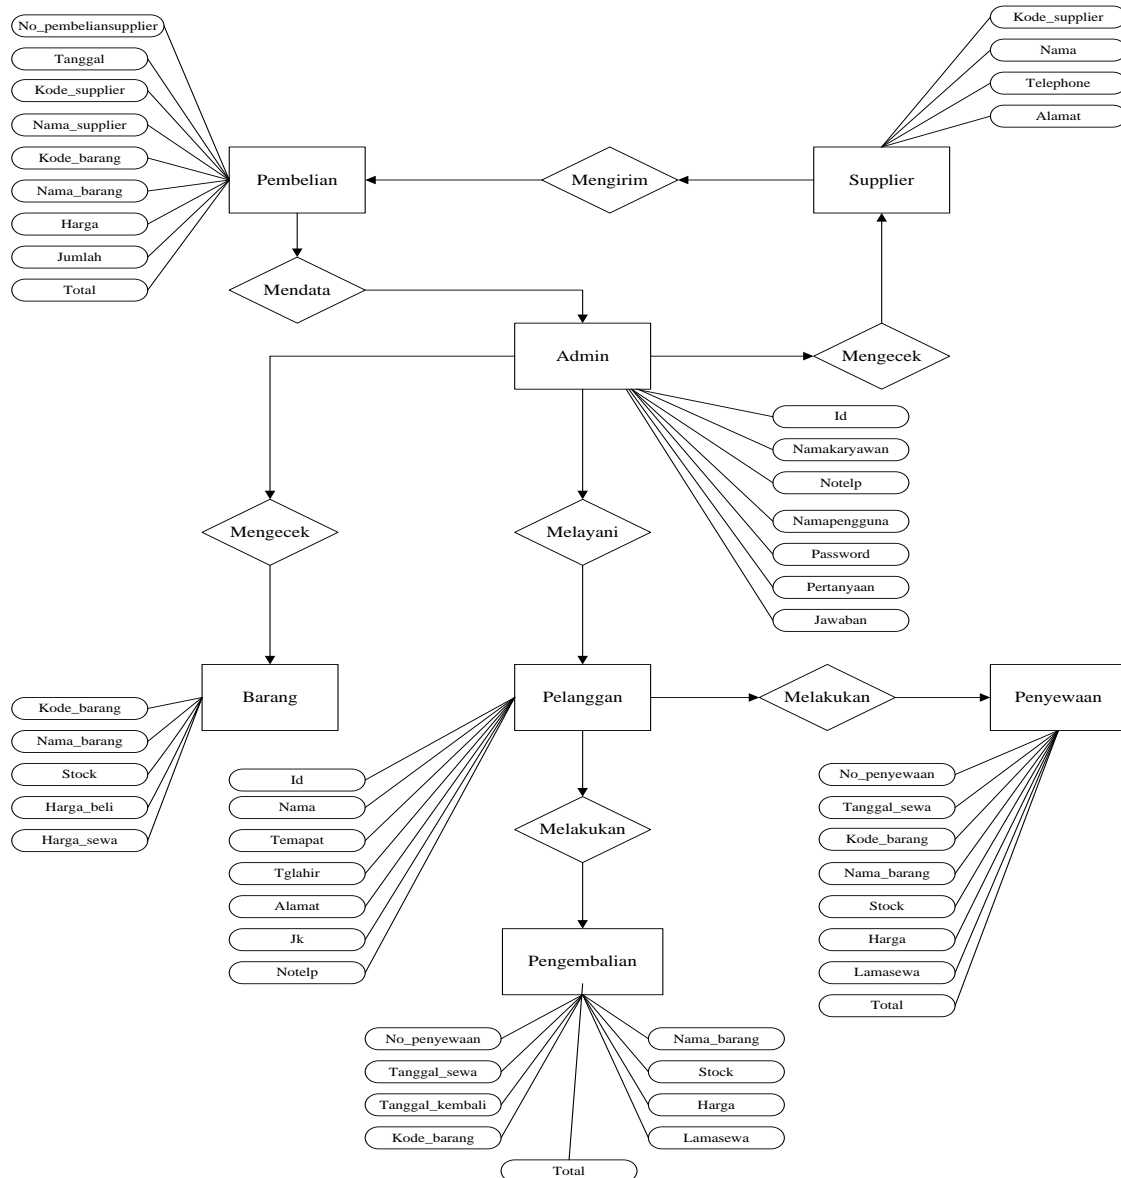 No_pembeliansupplier
Tanggal
Kode_supplier
Nama_supplier
Kode_barang
Nama_barang
Harga
Jumlah
Total
Pembelian
Mengirim
Supplier
Kode_supplier
Nama
Telephone
Alamat
Mendata
Admin
Mengecek
Id
Namakaryawan
Notelp
Namapengguna
Password
Pertanyaan
Jawaban
Mengecek
Melayani
Barang
Kode_barang
Nama_barang
Stock
Harga_beli
Harga_sewa
Pelanggan
Id
Nama
Temapat
Tglahir
Alamat
Jk
Notelp
Melakukan
Penyewaan
No_penyewaan
Tanggal_sewa
Kode_barang
Nama_barang
Stock
Harga
Lamasewa
Total
Melakukan
Pengembalian
No_penyewaan
Tanggal_sewa
Tanggal_kembali
Kode_barang
Nama_barang
Stock
Harga
Lamasewa
Total